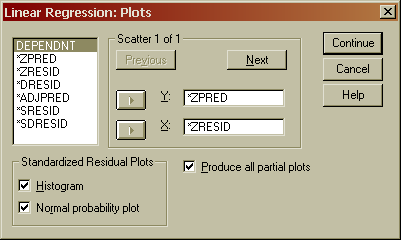 Linear Regression: Plots
DEPENDNT
*ZPRED
*ZRESID
*DRESID
*ADJPRED
*SRESID
*SDRESID
Scatter 1 of 1
Previous
Next
Y: *ZPRED
X: *ZRESID
Continue
Cancel
Help
Standardized Residual Plots
Histogram
Normal probability plot
Produce all partial plots